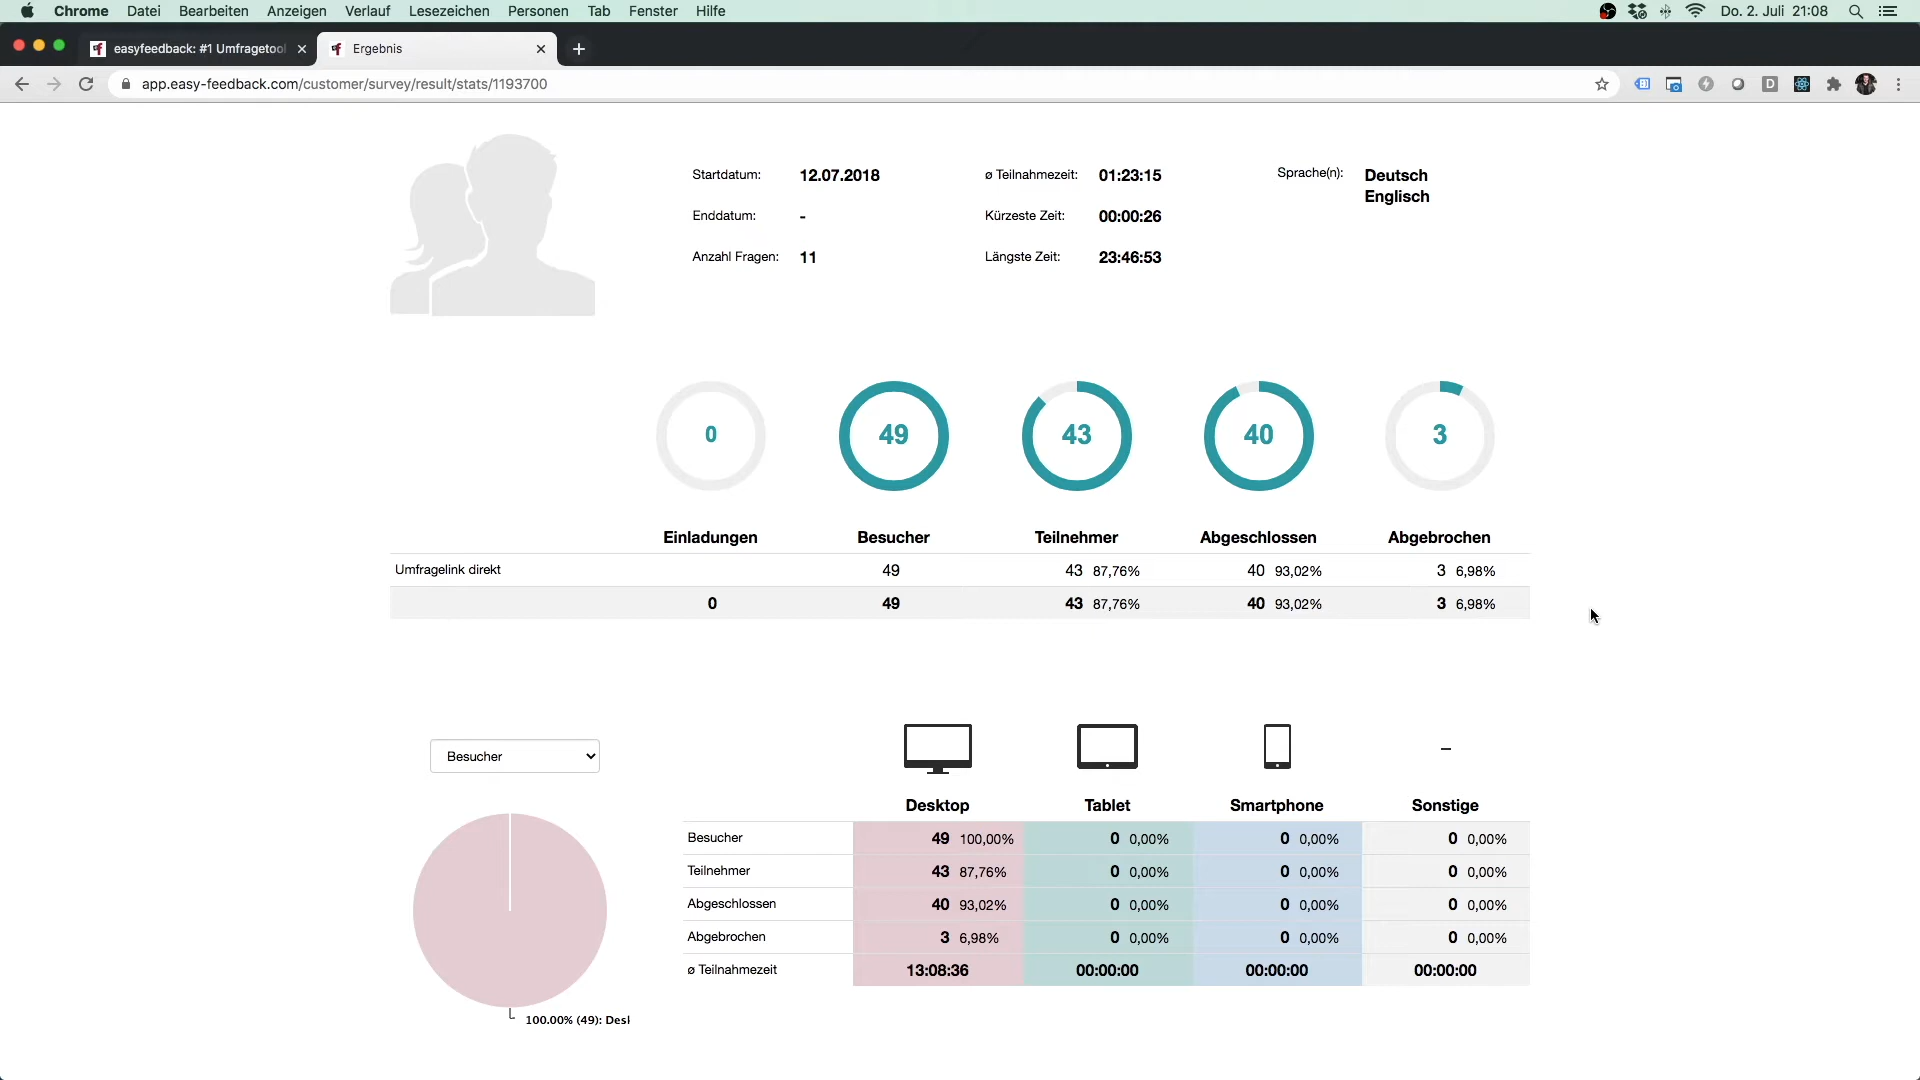 Chrome Datei Bearbeiten Anzeigen Verlauf Lesezeichen Personen Tab Fenster Hilfe Do. 2. Juli 21:08
easyfeedback: #1 Umfragetool Ergebnis
app.easy-feedback.com/customer/survey/result/stats/1193700
Startdatum: 12.07.2018 ø Teilnahmezeit: 01:23:15 Sprache(n): Deutsch
Englisch
Enddatum: - Kürzeste Zeit: 00:00:26
Anzahl Fragen: 11 Längste Zeit: 23:46:53
0 49 43 40 3
Einladungen Besucher Teilnehmer Abgeschlossen Abgebrochen
Umfragelink direkt 49 43 87,76% 40 93,02% 3 6,98%
0 49 43 87,76% 40 93,02% 3 6,98%
Besucher –
Desktop Tablet Smartphone Sonstige
Besucher 49 100,00% 0 0,00% 0 0,00% 0 0,00%
Teilnehmer 43 87,76% 0 0,00% 0 0,00% 0 0,00%
Abgeschlossen 40 93,02% 0 0,00% 0 0,00% 0 0,00%
Abgebrochen 3 6,98% 0 0,00% 0 0,00% 0 0,00%
ø Teilnahmezeit 13:08:36 00:00:00 00:00:00 00:00:00
100.00% (49): Desl